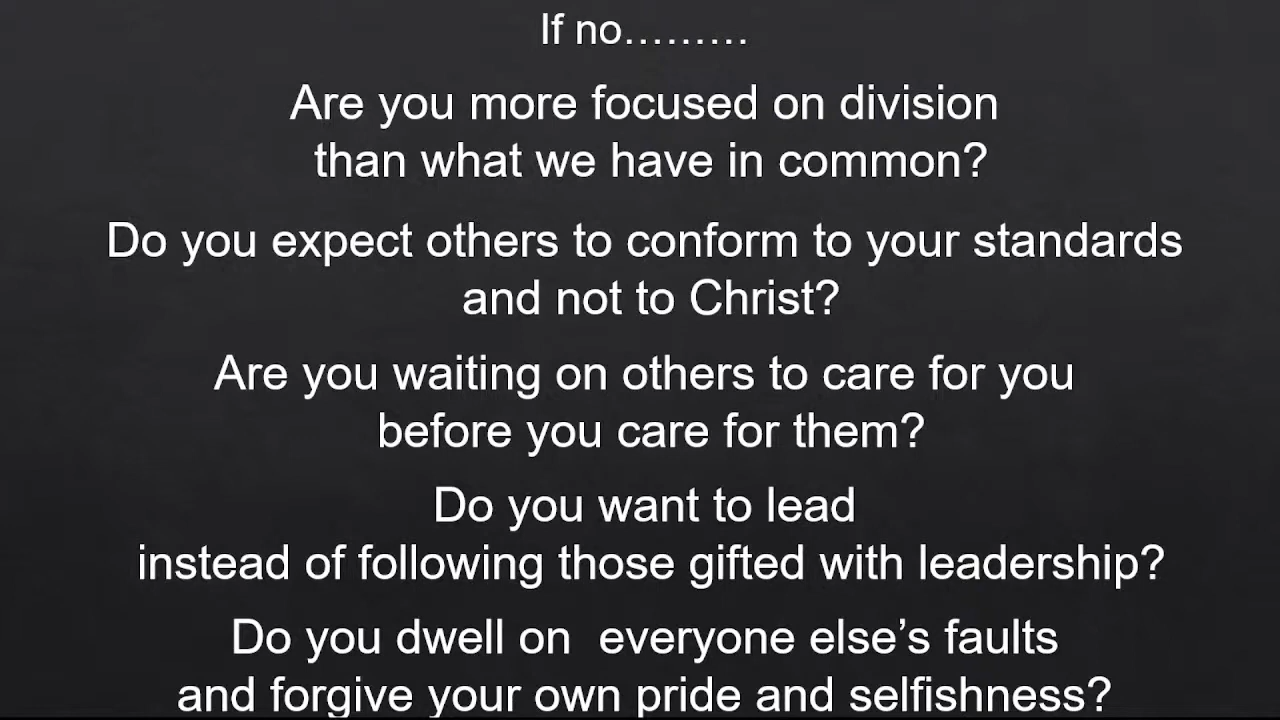 If no.........
Are you more focused on division
than what we have in common?
Do you expect others to conform to your standards
and not to Christ?
Are you waiting on others to care for you
before you care for them?
Do you want to lead
instead of following those gifted with leadership?
Do you dwell on  everyone else’s faults
and forgive your own pride and selfishness?